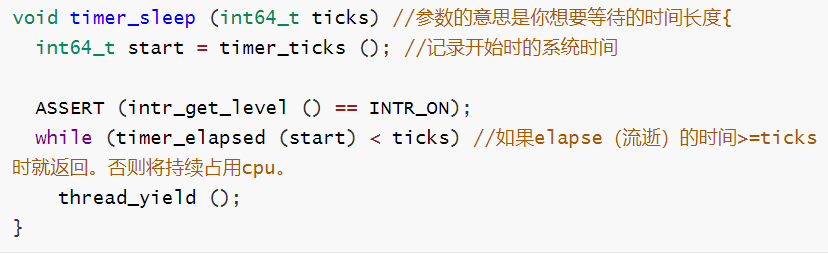 void timer_sleep (int64_t ticks) //参数的意思是你想要等待的时间长度{
int64_t start = timer_ticks (); //记录开始时的系统时间
ASSERT (intr_get_level () == INTR_ON);
while (timer_elapsed (start) < ticks) //如果elapse（流逝）的时间>=ticks
时就返回。否则将持续占用cpu。
thread_yield ();
}